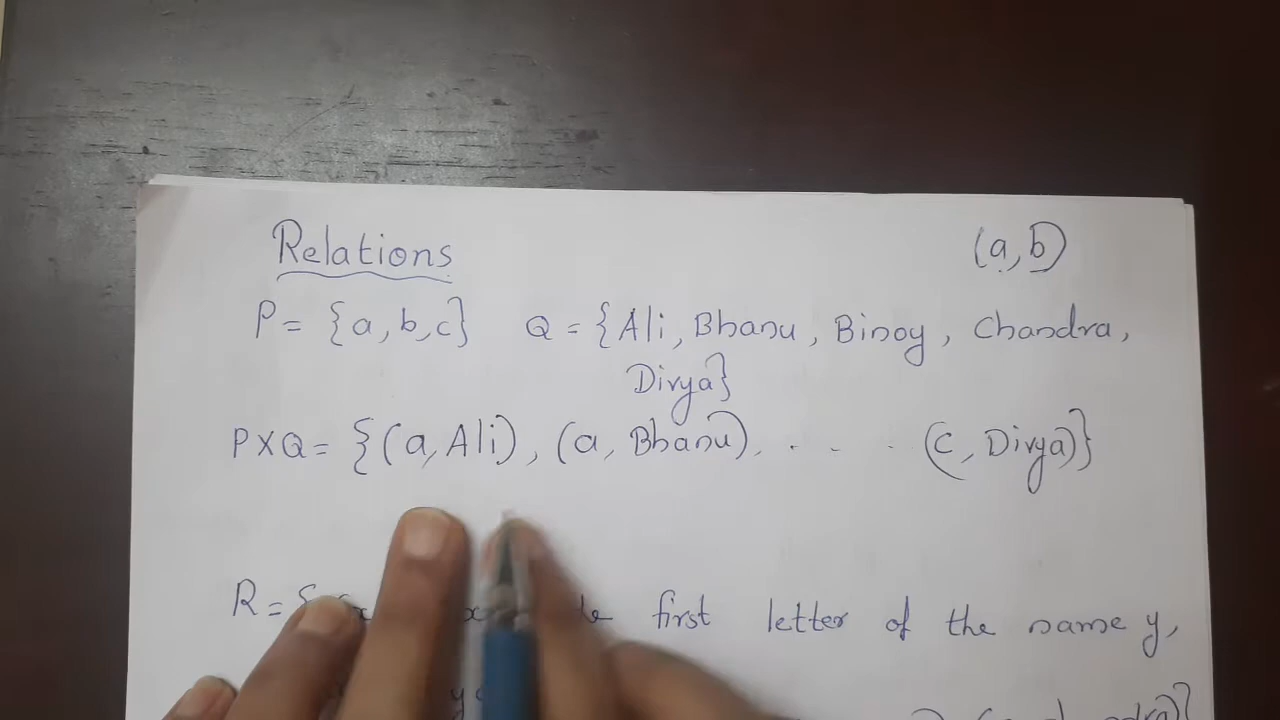 Relations (a,b)
P = {a, b, c} Q = {Ali, Bhanu, Binoy, Chandra,
Divya}
P X Q = {(a, Ali), (a, Bhanu), . . . (c, Divya)}
R = { first letter of the name y,